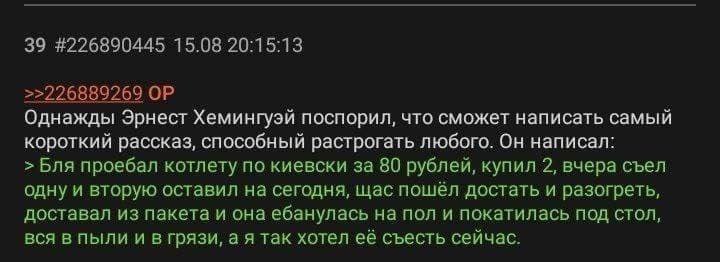 39 #226890445 15.08 20:15:13
>>226889269 OP
Однажды Эрнест Хемингуэй поспорил, что сможет написать самый
короткий рассказ, способный растрогать любого. Он написал:
> Бля проебал котлету по киевски за 80 рублей, купил 2, вчера съел
одну и вторую оставил на сегодня, щас пошёл достать и разогреть,
доставал из пакета и она ебанулась на пол и покатилась под стол,
вся в пыли и в грязи, а я так хотел её съесть сейчас.